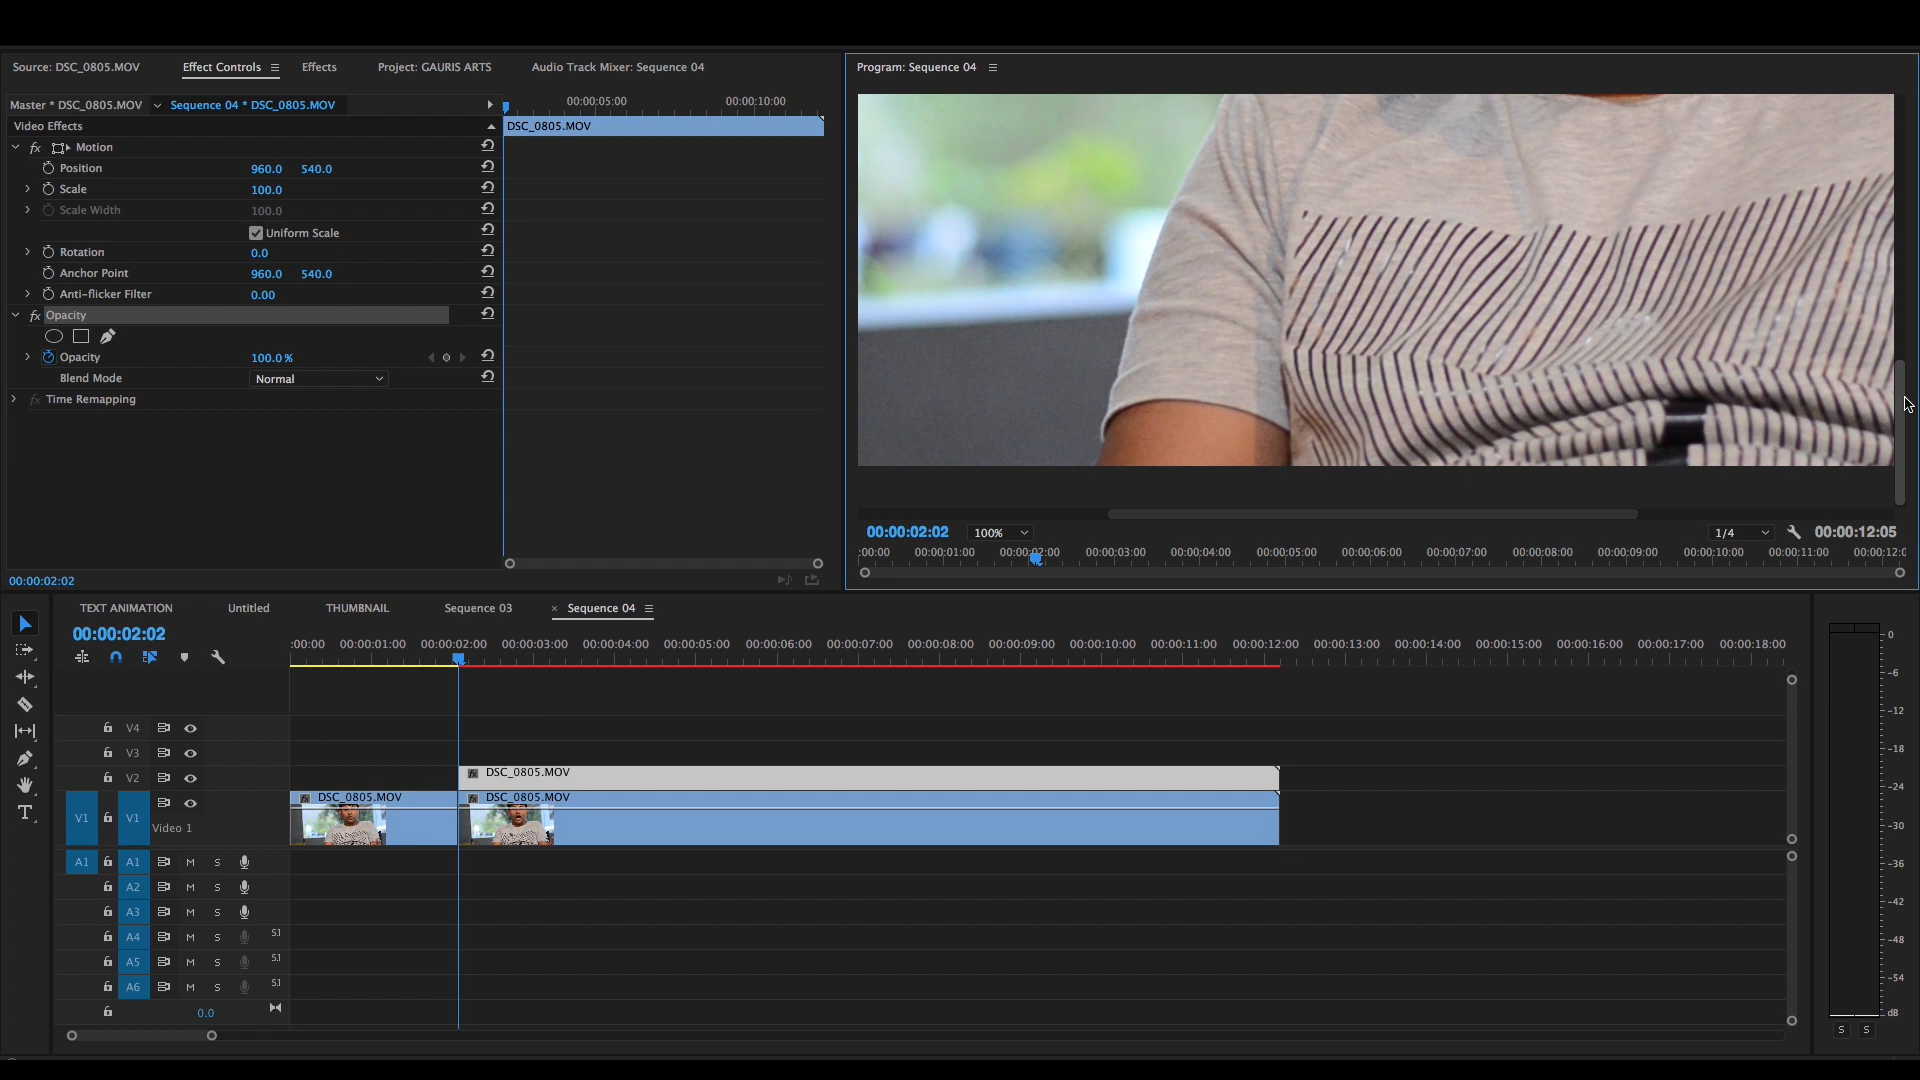 Source: DSC_0805.MOV Effect Controls Effects Project: GAURIS ARTS Audio Track Mixer: Sequence 04
Master * DSC_0805.MOV Sequence 04 * DSC_0805.MOV
00:00:05:00 00:00:10:00
Video Effects
DSC_0805.MOV
fx Motion
Position 960.0 540.0
Scale 100.0
Scale Width 100.0
Uniform Scale
Rotation 0.0
Anchor Point 960.0 540.0
Anti-flicker Filter 0.00
fx Opacity
Opacity 100.0 %
Blend Mode Normal
fx Time Remapping
00:00:02:02
Program: Sequence 04
00:00:02:02 100% 1/4 00:00:12:05
:00:00 00:00:01:00 00:00:02:00 00:00:03:00 00:00:04:00 00:00:05:00 00:00:06:00 00:00:07:00 00:00:08:00 00:00:09:00 00:00:10:00 00:00:11:00 00:00:12:0
TEXT ANIMATION Untitled THUMBNAIL Sequence 03 × Sequence 04
00:00:02:02
:00:00 00:00:01:00 00:00:02:00 00:00:03:00 00:00:04:00 00:00:05:00 00:00:06:00 00:00:07:00 00:00:08:00 00:00:09:00 00:00:10:00 00:00:11:00 00:00:12:00 00:00:13:00 00:00:14:00 00:00:15:00 00:00:16:00 00:00:17:00 00:00:18:00
V4
V3
V2
fx DSC_0805.MOV
V1 V1
Video 1
fx DSC_0805.MOV
fx DSC_0805.MOV
A1 A1 M S
A2 M S
A3 M S
A4 M S 5.1
A5 M S 5.1
A6 M S 5.1
0.0
0
-6
-12
-18
-24
-30
-36
-42
-48
-54
dB
S S